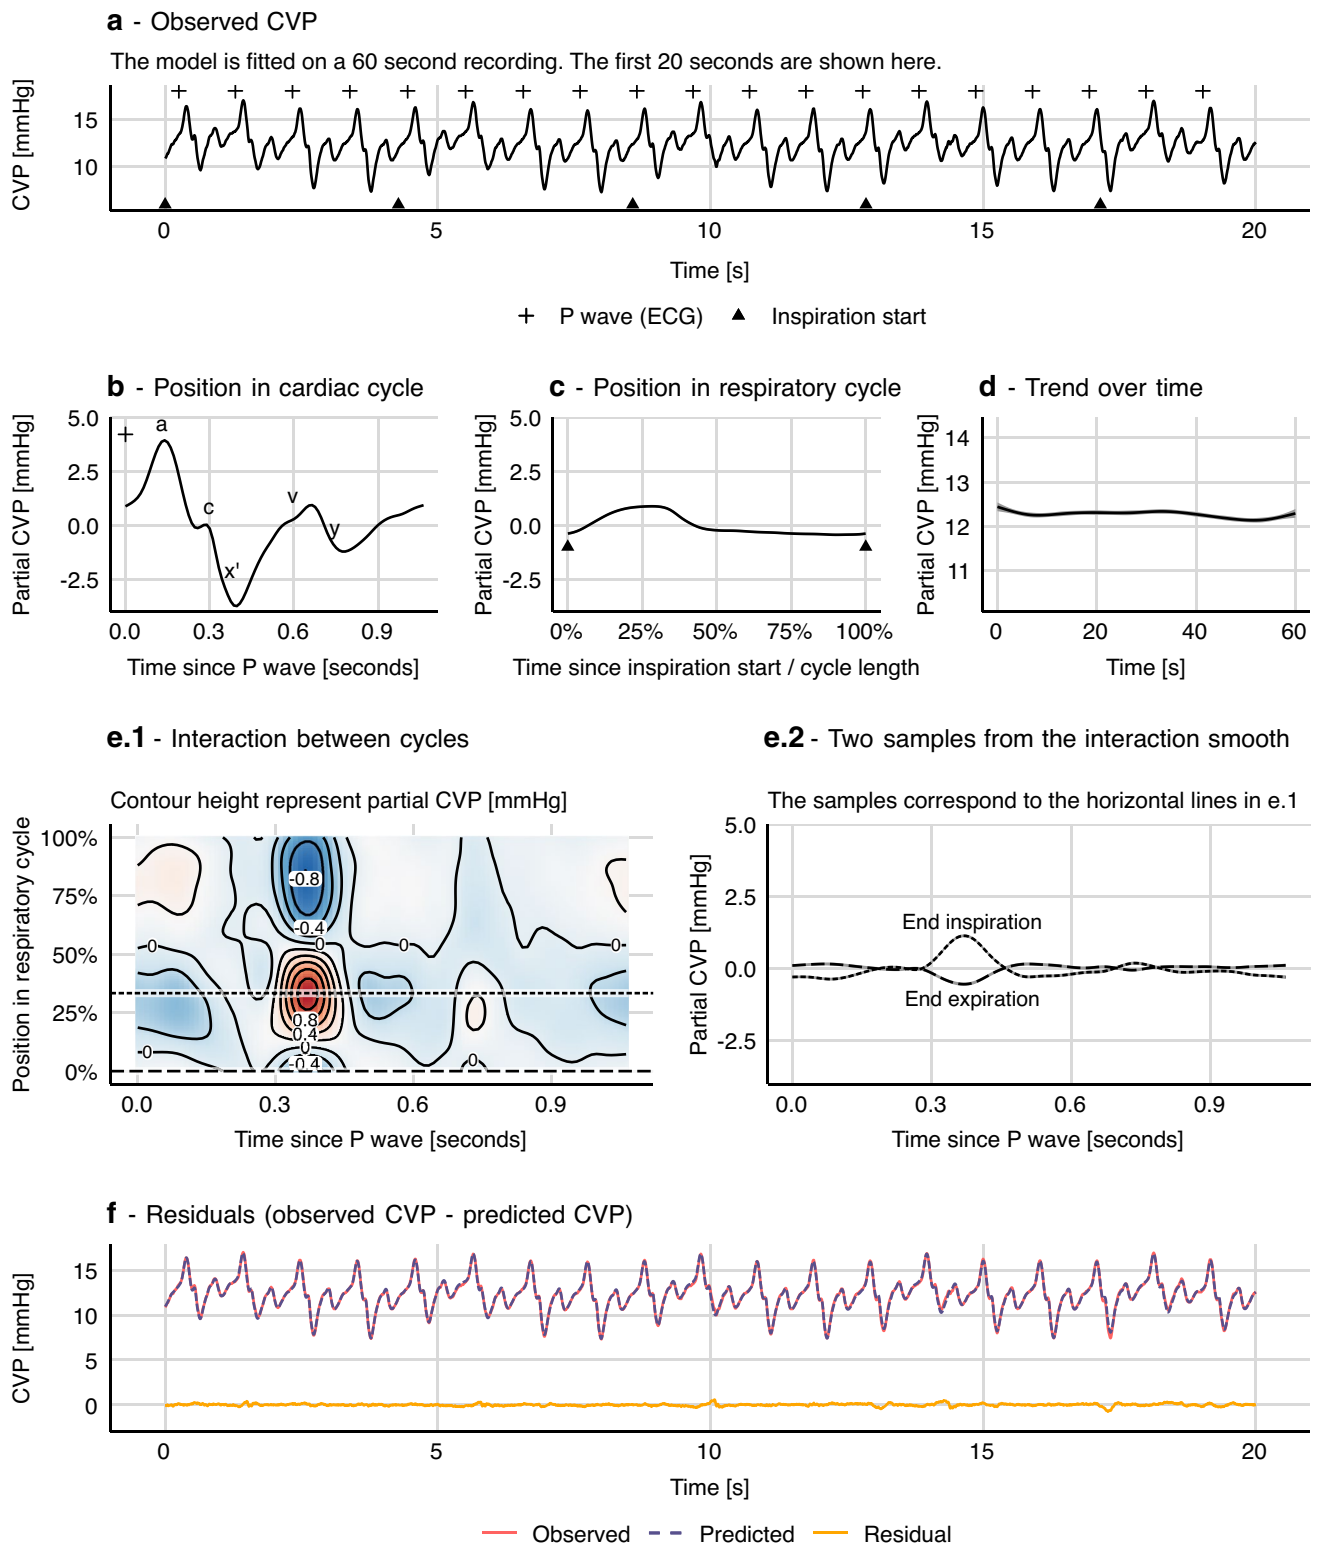 a - Observed CVP
The model is fitted on a 60 second recording. The first 20 seconds are shown here.
CVP [mmHg]
15
10
0 5 10 15 20
Time [s]
P wave (ECG) Inspiration start
b - Position in cardiac cycle
Partial CVP [mmHg]
5.0
2.5
0.0
-2.5
a
c
x'
v
y
0.0 0.3 0.6 0.9
Time since P wave [seconds]
c - Position in respiratory cycle
Partial CVP [mmHg]
5.0
2.5
0.0
-2.5
0% 25% 50% 75% 100%
Time since inspiration start / cycle length
d - Trend over time
Partial CVP [mmHg]
14
13
12
11
0 20 40 60
Time [s]
e.1 - Interaction between cycles
Contour height represent partial CVP [mmHg]
Position in respiratory cycle
100%
75%
50%
25%
0%
-0.8
-0.4
0 0 0 0
0.8
0.4
0 0 0
-0.4
0.0 0.3 0.6 0.9
Time since P wave [seconds]
e.2 - Two samples from the interaction smooth
The samples correspond to the horizontal lines in e.1
Partial CVP [mmHg]
5.0
2.5
0.0
-2.5
End inspiration
End expiration
0.0 0.3 0.6 0.9
Time since P wave [seconds]
f - Residuals (observed CVP - predicted CVP)
CVP [mmHg]
15
10
5
0
0 5 10 15 20
Time [s]
Observed Predicted Residual